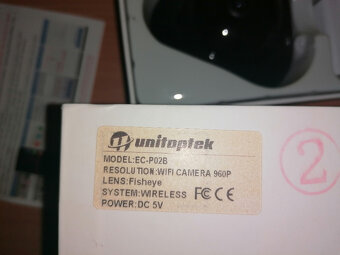 unitoptek
MODEL:EC-P02B
RESOLUTION:WIFI CAMERA 960P
LENS:Fisheye
SYSTEM:WIRELESS FC CE
POWER:DC 5V
2